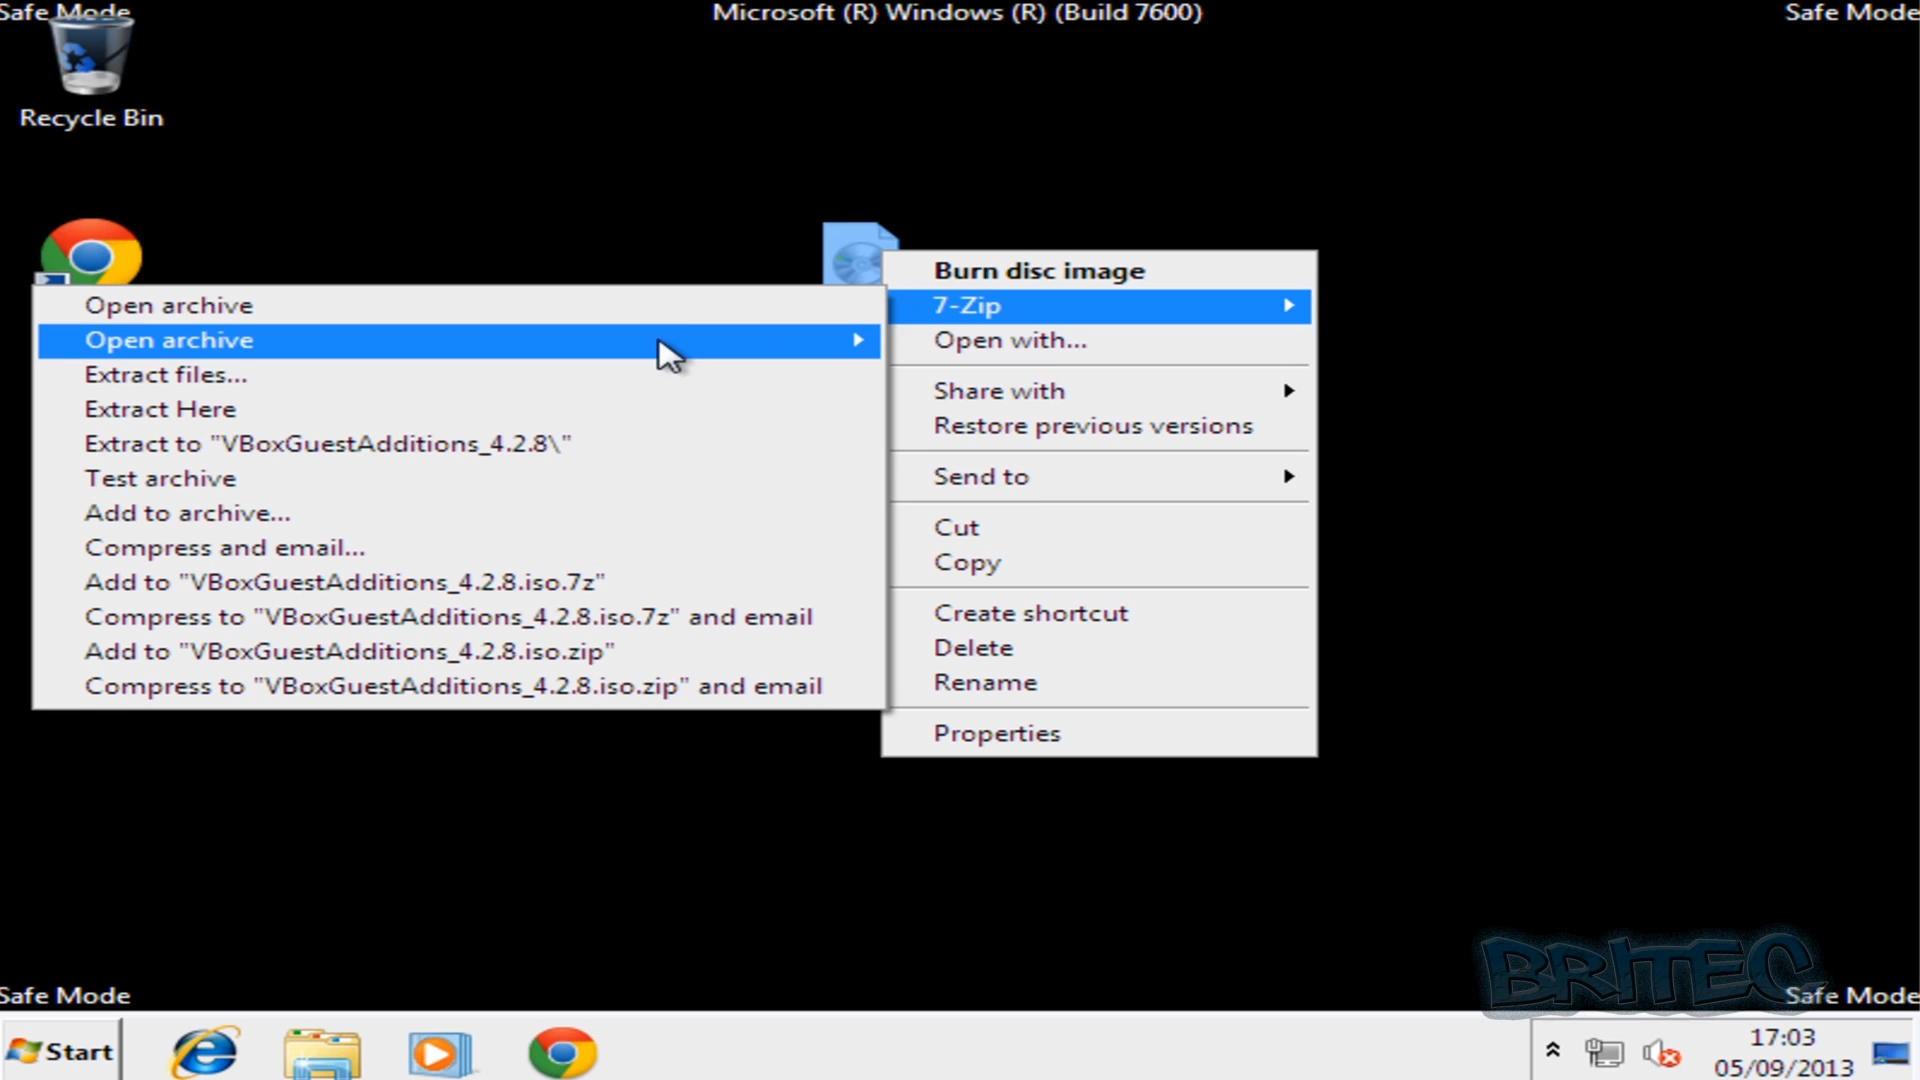 Safe Mode
Microsoft (R) Windows (R) (Build 7600)
Safe Mode
Recycle Bin
Burn disc image
7-Zip
Open with...
Share with
Restore previous versions
Send to
Cut
Copy
Create shortcut
Delete
Rename
Properties
Open archive
Open archive
Extract files...
Extract Here
Extract to "VBoxGuestAdditions_4.2.8\"
Test archive
Add to archive...
Compress and email...
Add to "VBoxGuestAdditions_4.2.8.iso.7z"
Compress to "VBoxGuestAdditions_4.2.8.iso.7z" and email
Add to "VBoxGuestAdditions_4.2.8.iso.zip"
Compress to "VBoxGuestAdditions_4.2.8.iso.zip" and email
BRITEC
Safe Mode
Safe Mode
Start
17:03
05/09/2013